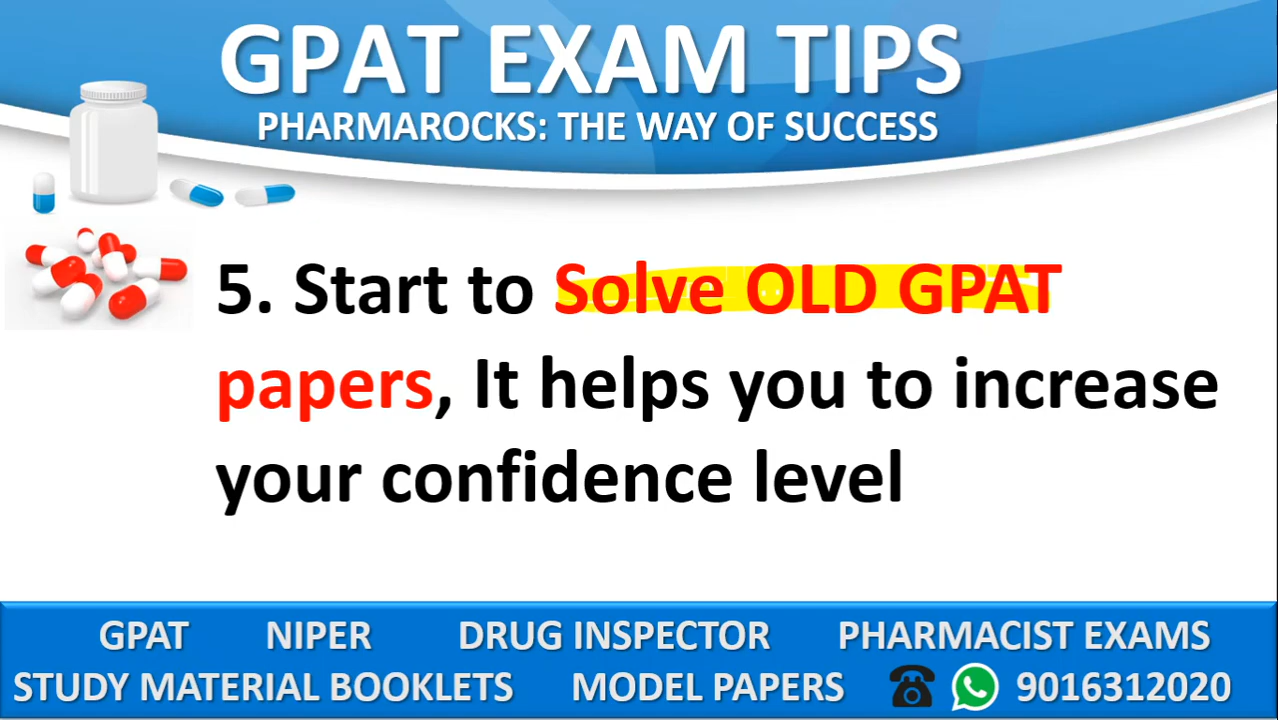 GPAT EXAM TIPS
PHARMAROCKS: THE WAY OF SUCCESS
5. Start to Solve OLD GPAT
papers, It helps you to increase
your confidence level
GPAT NIPER DRUG INSPECTOR PHARMACIST EXAMS
STUDY MATERIAL BOOKLETS MODEL PAPERS 9016312020